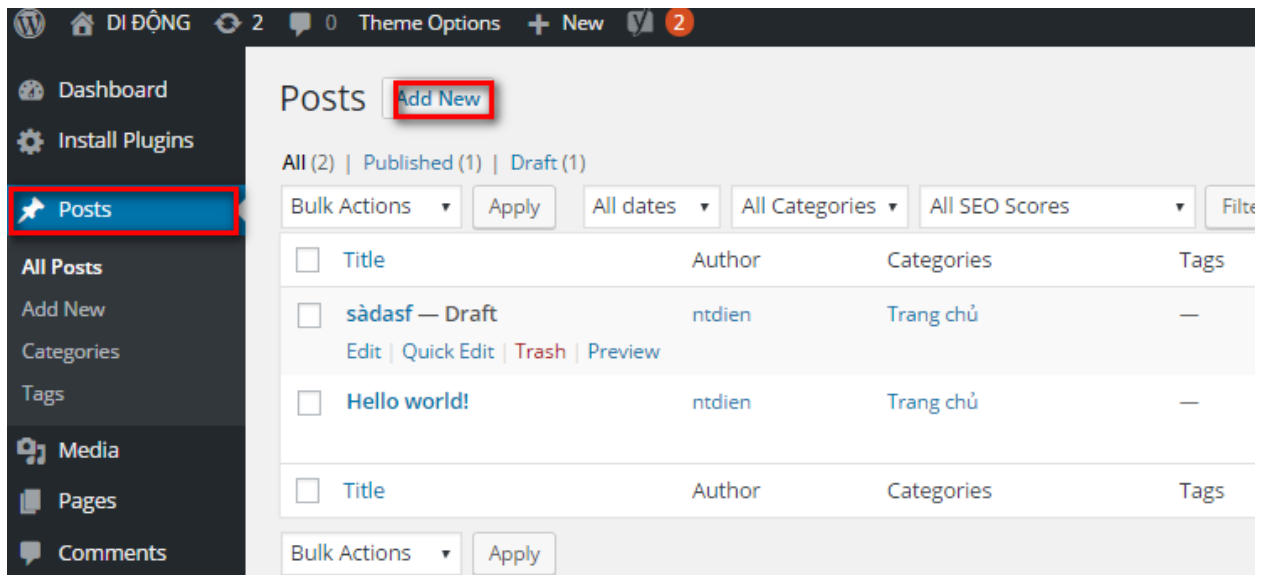 DI ĐỘNG 2 0 Theme Options + New 2
Dashboard
Install Plugins
Posts
All Posts
Add New
Categories
Tags
Media
Pages
Comments
Posts Add New
All (2) | Published (1) | Draft (1)
Bulk Actions Apply All dates All Categories All SEO Scores
Title Author Categories Tags
sàdasf — Draft ntdien Trang chủ —
Edit | Quick Edit | Trash | Preview
Hello world! ntdien Trang chủ —
Title Author Categories Tags
Bulk Actions Apply